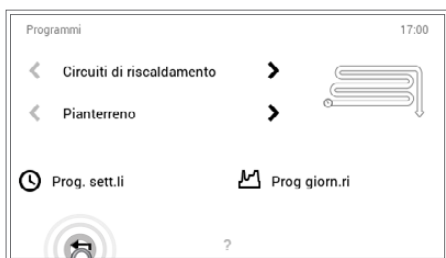 Programmi 17:00
Circuiti di riscaldamento
Pianterreno
Prog. sett.li Prog giorn.ri
?